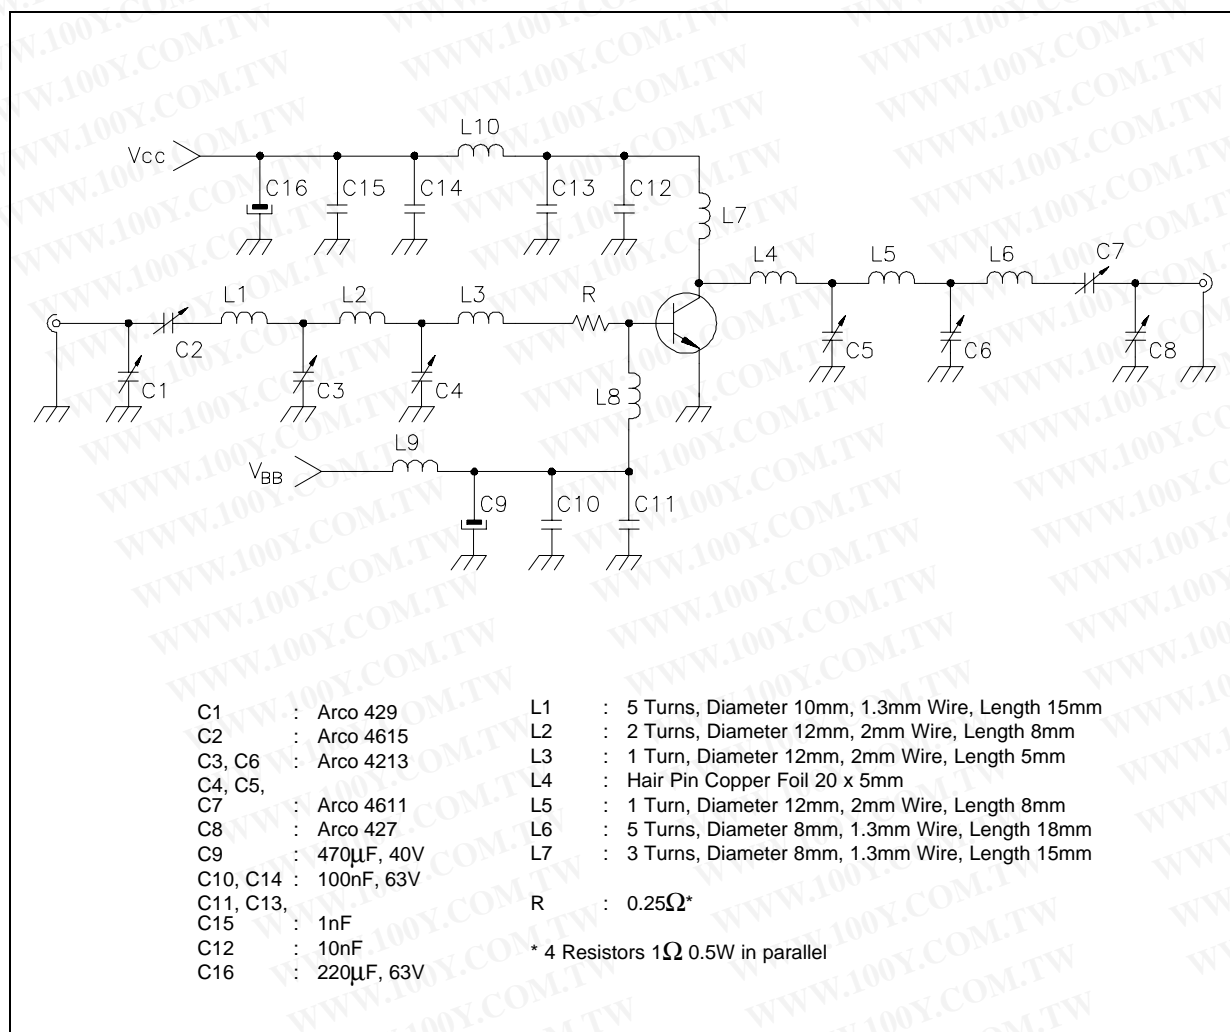 L10
Vcc
C16
C15
C14
C13
C12
L7
L4
L5
L6
C7
L1
L2
L3
R
C2
C1
C3
C4
C5
C6
C8
L8
L9
VBB
C9
C10
C11
C1 : Arco 429
C2 : Arco 4615
C3, C6 : Arco 4213
C4, C5,
C7 : Arco 4611
C8 : Arco 427
C9 : 470µF, 40V
C10, C14 : 100nF, 63V
C11, C13,
C15 : 1nF
C12 : 10nF
C16 : 220µF, 63V
L1 : 5 Turns, Diameter 10mm, 1.3mm Wire, Length 15mm
L2 : 2 Turns, Diameter 12mm, 2mm Wire, Length 8mm
L3 : 1 Turn, Diameter 12mm, 2mm Wire, Length 5mm
L4 : Hair Pin Copper Foil 20 x 5mm
L5 : 1 Turn, Diameter 12mm, 2mm Wire, Length 8mm
L6 : 5 Turns, Diameter 8mm, 1.3mm Wire, Length 18mm
L7 : 3 Turns, Diameter 8mm, 1.3mm Wire, Length 15mm
R : 0.25Ω*
* 4 Resistors 1Ω 0.5W in parallel
WWW.100Y.COM.TW